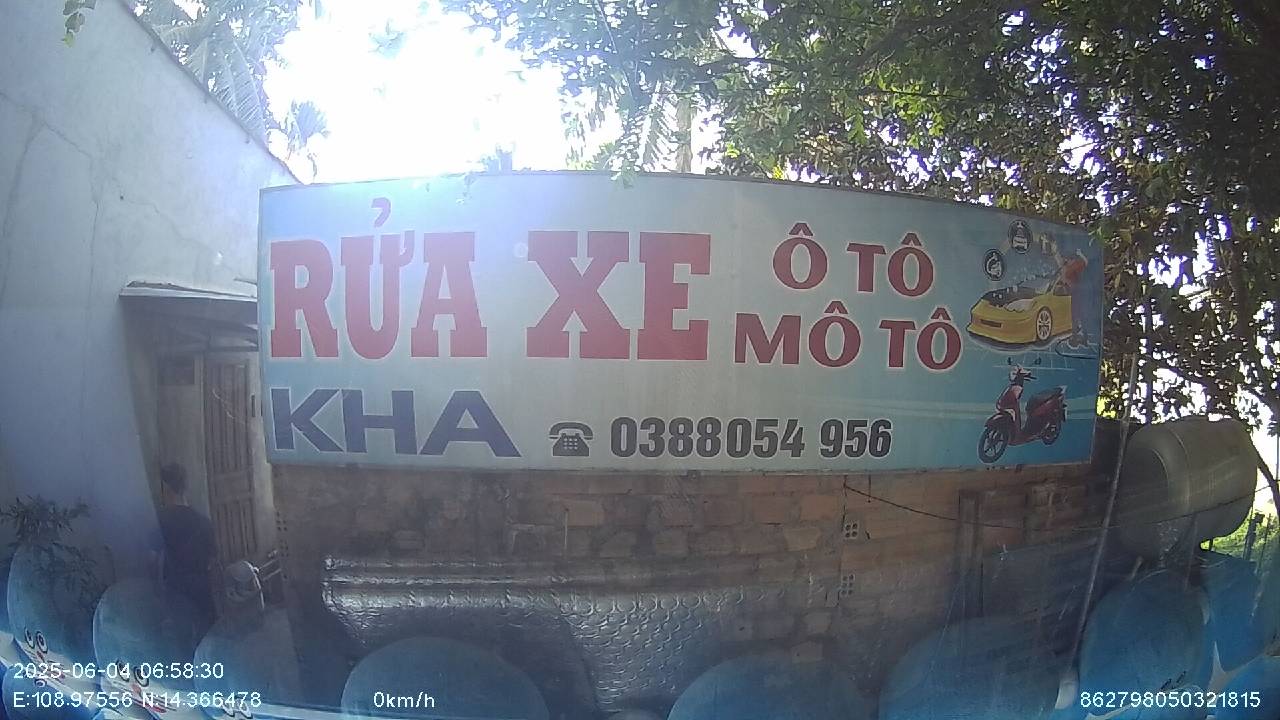 RỬA XE Ô TÔ
MÔ TÔ
KHA ☎ 0388054 956
2025-06-04 06:58:30
E:108.97556 N:14.366478 0km/h 862798050321815